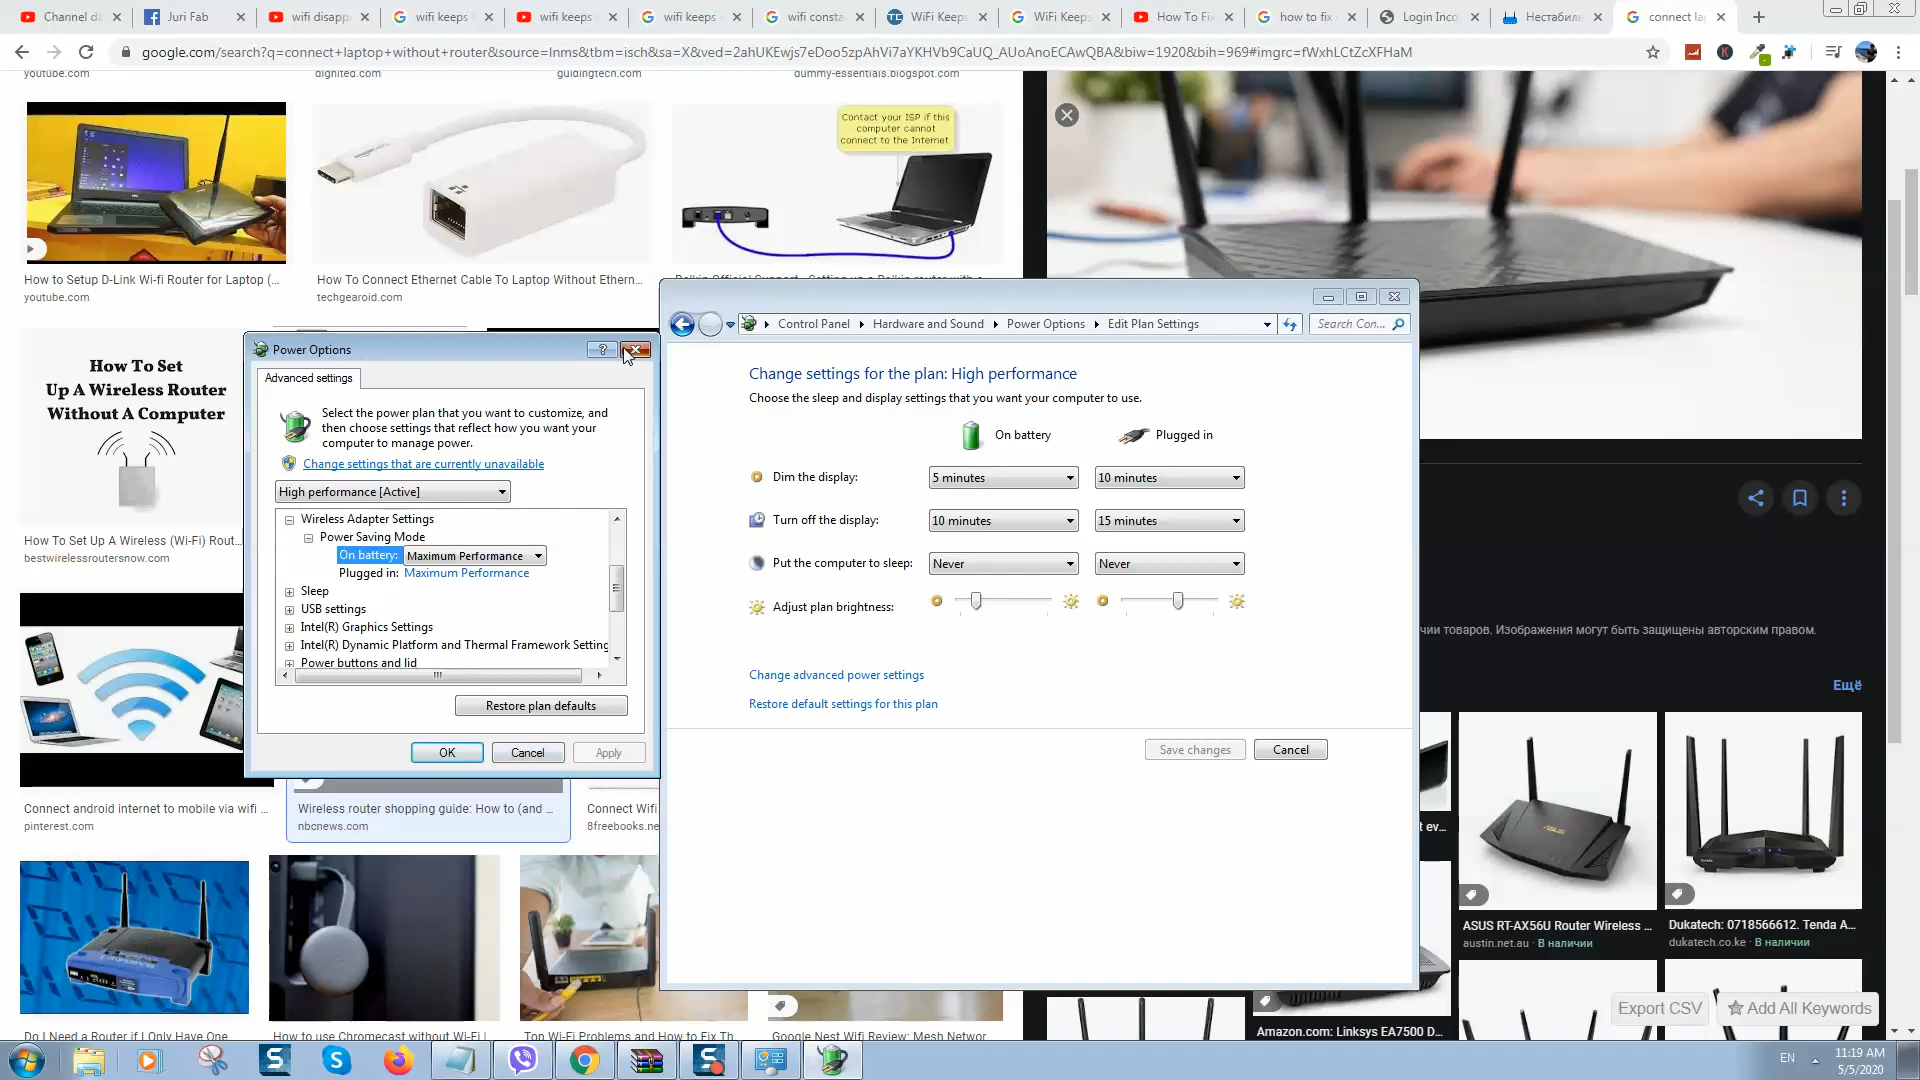 Channel da
Juri Fab
wifi disapp
wifi keeps
wifi keeps
wifi keeps
wifi consta
WiFi Keeps
WiFi Keeps
How To Fi
how to fix
Login Inco
Нестабиль
connect la
google.com/search?q=connect+laptop+without+router&source=lnms&tbm=isch&sa=X&ved=2ahUKEwjs7eDoo5zpAhVi7aYKHVb9CaUQ_AUoAnoECAwQBA&biw=1920&bih=969#imgrc=fWxhLCtZcXFHaM
youtube.com
dignited.com
guidingtech.com
dummy-essentials.blogspot.com
Contact your ISP if this
computer cannot
connect to the Internet
How to Setup D-Link Wi-fi Router for Laptop (...
youtube.com
How To Connect Ethernet Cable To Laptop Without Ethern...
techgearoid.com
Belkin Official Support - Setting up a Belkin router with a
How To Set
Up A Wireless Router
Without A Computer
How To Set Up A Wireless (Wi-Fi) Rout...
bestwirelessroutersnow.com
Power Options
?
Advanced settings
Select the power plan that you want to customize, and
then choose settings that reflect how you want your
computer to manage power.
Change settings that are currently unavailable
High performance [Active]
Wireless Adapter Settings
Power Saving Mode
On battery: Maximum Performance
Plugged in: Maximum Performance
Sleep
USB settings
Intel(R) Graphics Settings
Intel(R) Dynamic Platform and Thermal Framework Setting
Power buttons and lid
Restore plan defaults
OK
Cancel
Apply
Control Panel
Hardware and Sound
Power Options
Edit Plan Settings
Search Con...
Change settings for the plan: High performance
Choose the sleep and display settings that you want your computer to use.
On battery
Plugged in
Dim the display:
5 minutes
10 minutes
Turn off the display:
10 minutes
15 minutes
Put the computer to sleep:
Never
Never
Adjust plan brightness:
Change advanced power settings
Restore default settings for this plan
Save changes
Cancel
чии товаров. Изображения могут быть защищены авторским правом.
Ещё
Connect android internet to mobile via wifi ...
pinterest.com
Wireless router shopping guide: How to (and ...
nbcnews.com
Connect Wifi
8freebooks.ne
t ev...
ASUS RT-AX56U Router Wireless ...
austin.net.au · В наличии
Dukatech: 0718566612. Tenda A...
dukatech.co.ke · В наличии
Do I Need a Router if I Only Have One
How to use Chromecast without Wi-Fi |
Top Wi-Fi Problems and How to Fix Th
Google Nest Wifi Review: Mesh Networ
Amazon.com: Linksys EA7500 D...
Export CSV
Add All Keywords
EN
11:19 AM
5/5/2020